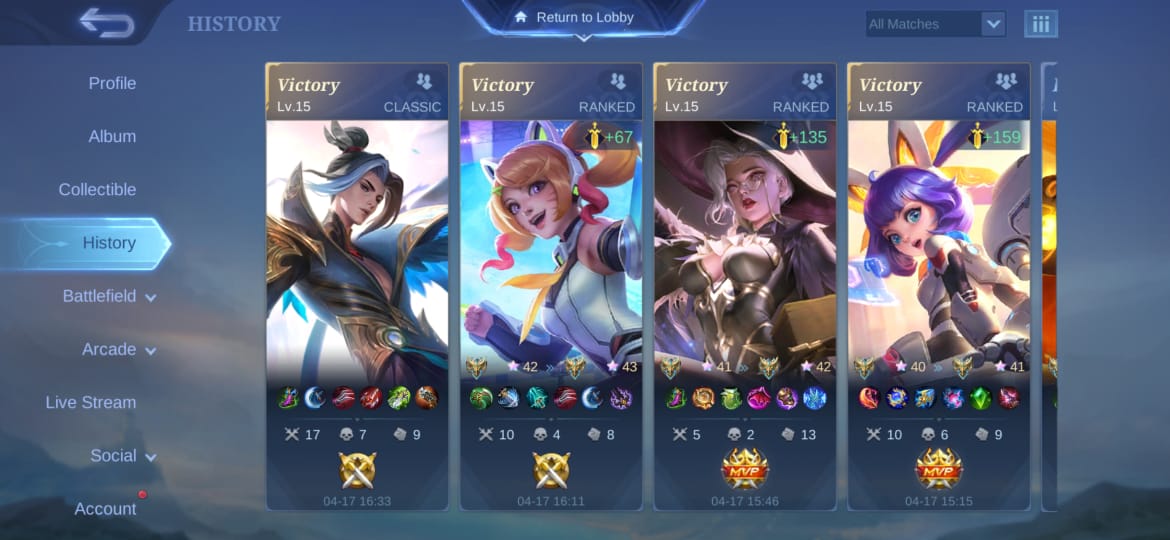 HISTORY
Return to Lobby
All Matches
Profile
Album
Collectible
History
Battlefield
Arcade
Live Stream
Social
Account
Victory
Lv.15
CLASSIC
17 7 9
04-17 16:33
Victory
Lv.15
RANKED
+67
42 » 43
10 4 8
04-17 16:11
Victory
Lv.15
RANKED
+135
41 » 42
5 2 13
MVP
04-17 15:46
Victory
Lv.15
RANKED
+159
40 » 41
10 6 9
MVP
04-17 15:15